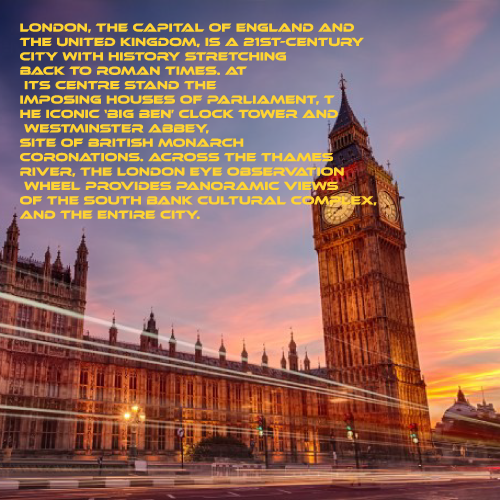 LONDON, THE CAPITAL OF ENGLAND AND
THE UNITED KINGDOM, IS A 21ST-CENTURY
CITY WITH HISTORY STRETCHING
BACK TO ROMAN TIMES. AT
ITS CENTRE STAND THE
IMPOSING HOUSES OF PARLIAMENT, T
HE ICONIC 'BIG BEN' CLOCK TOWER AND
WESTMINSTER ABBEY,
SITE OF BRITISH MONARCH
CORONATIONS. ACROSS THE THAMES
RIVER, THE LONDON EYE OBSERVATION
WHEEL PROVIDES PANORAMIC VIEWS
OF THE SOUTH BANK CULTURAL COMPLEX,
AND THE ENTIRE CITY.